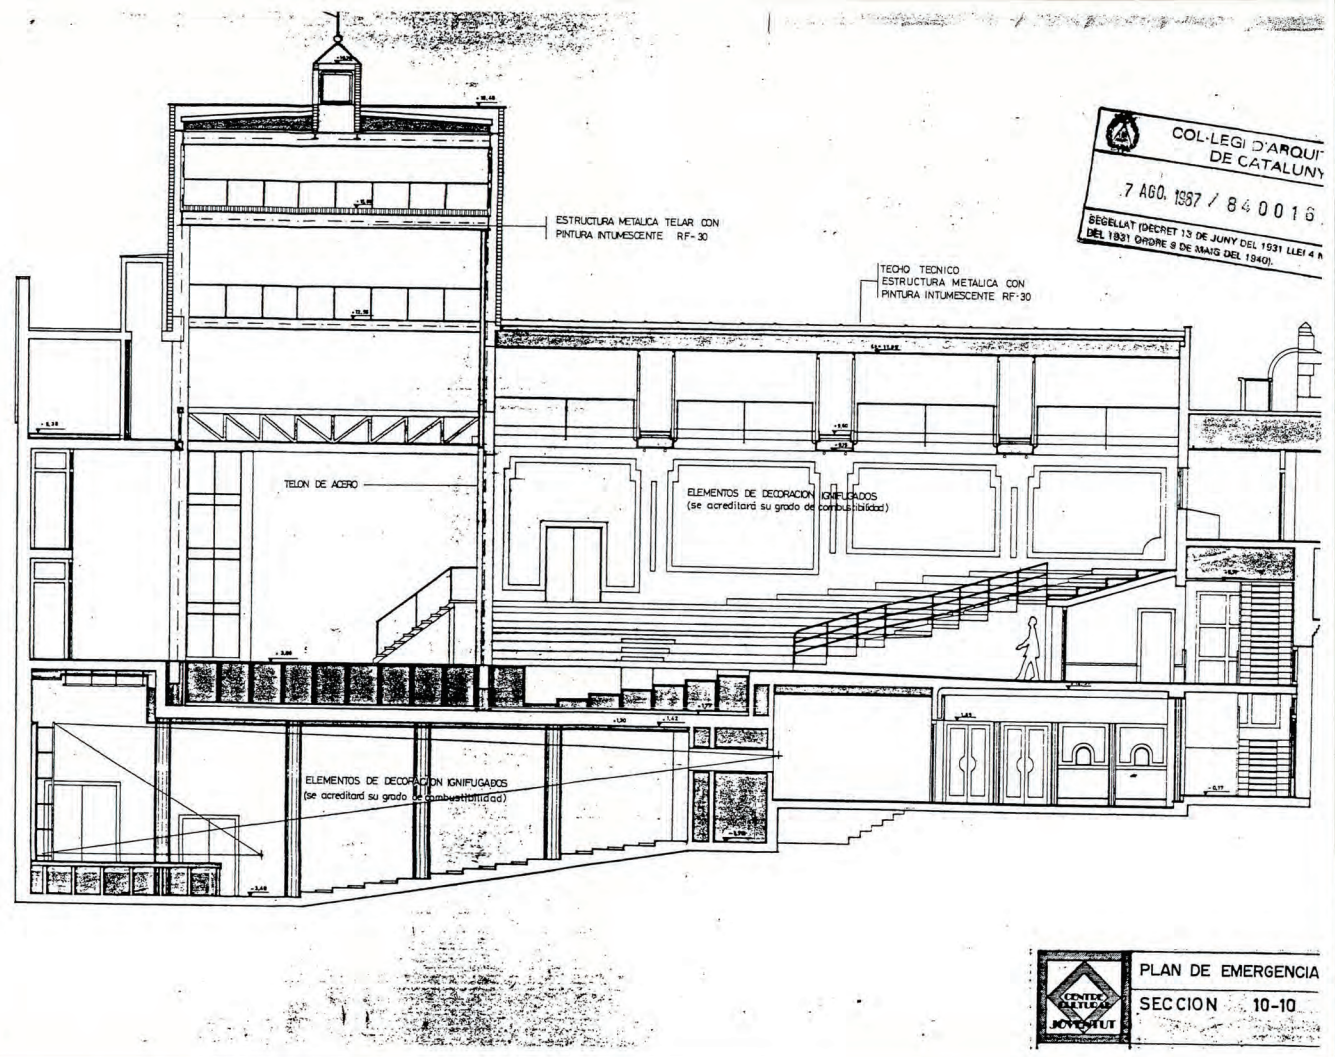 COL·LEGI D'ARQUI
DE CATALUNY
7 AGO. 1987 / 840016
SEGELLAT (DECRET 13 DE JUNY DEL 1931 LLEI 4
DEL 1931 ORDRE 9 DE MAIG DEL 1940).
+18,48
ESTRUCTURA METALICA TELAR CON
PINTURA INTUMESCENTE RF-30
TECHO TECNICO
ESTRUCTURA METALICA CON
PINTURA INTUMESCENTE RF-30
TELON DE ACERO
ELEMENTOS DE DECORACION IGNIFUGADOS
(se acreditará su grado de combustibilidad)
ELEMENTOS DE DECORACION IGNIFUGADOS
(se acreditará su grado de combustibilidad)
PLAN DE EMERGENCIA
SECCION 10-10
CENTRE
CULTURAL
JOVENTUT